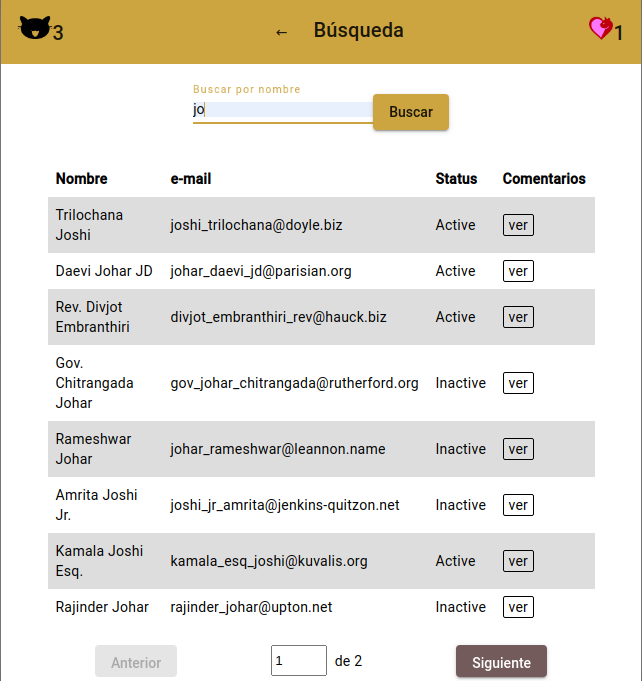 3 ← Búsqueda 1
Buscar por nombre
jo Buscar
Nombre e-mail Status Comentarios
Trilochana
Joshi joshi_trilochana@doyle.biz Active ver
Daevi Johar JD johar_daevi_jd@parisian.org Active ver
Rev. Divjot
Embranthiri divjot_embranthiri_rev@hauck.biz Active ver
Gov.
Chitrangada gov_johar_chitrangada@rutherford.org Inactive ver
Johar
Rameshwar
Johar johar_rameshwar@leannon.name Inactive ver
Amrita Joshi
Jr. joshi_jr_amrita@jenkins-quitzon.net Inactive ver
Kamala Joshi
Esq. kamala_esq_joshi@kuvalis.org Active ver
Rajinder Johar rajinder_johar@upton.net Inactive ver
Anterior 1 de 2 Siguiente